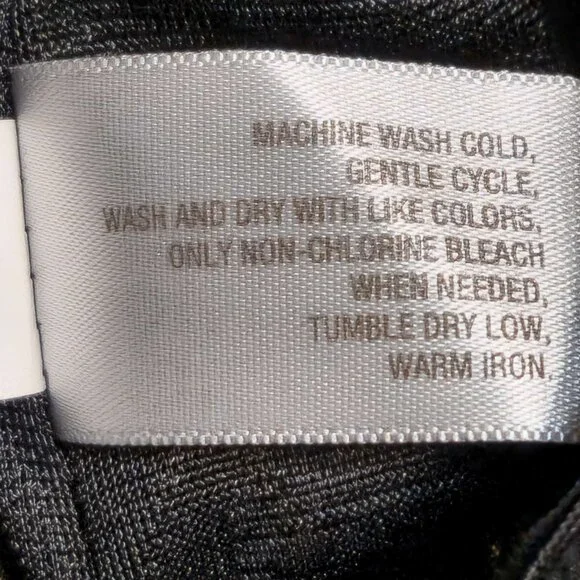 MACHINE WASH COLD,
GENTLE CYCLE,
WASH AND DRY WITH LIKE COLORS,
ONLY NON-CHLORINE BLEACH
WHEN NEEDED,
TUMBLE DRY LOW,
WARM IRON.